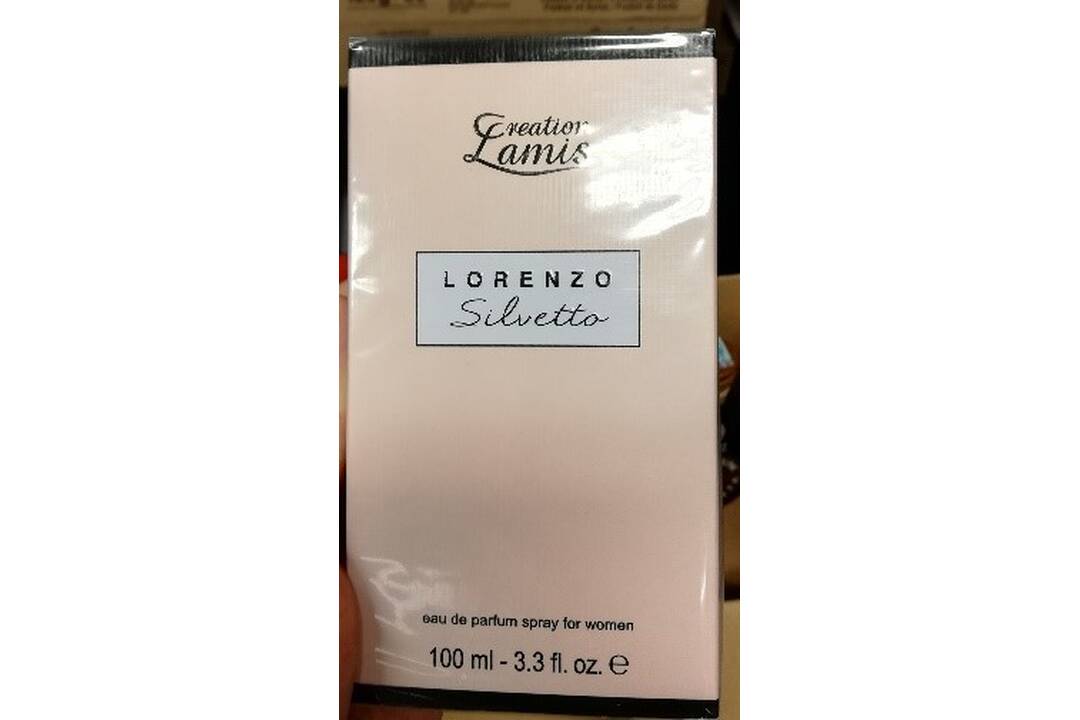 Creation
Lamis
LORENZO
Silvetto
eau de parfum spray for women
100 ml - 3.3 fl. oz. ℮